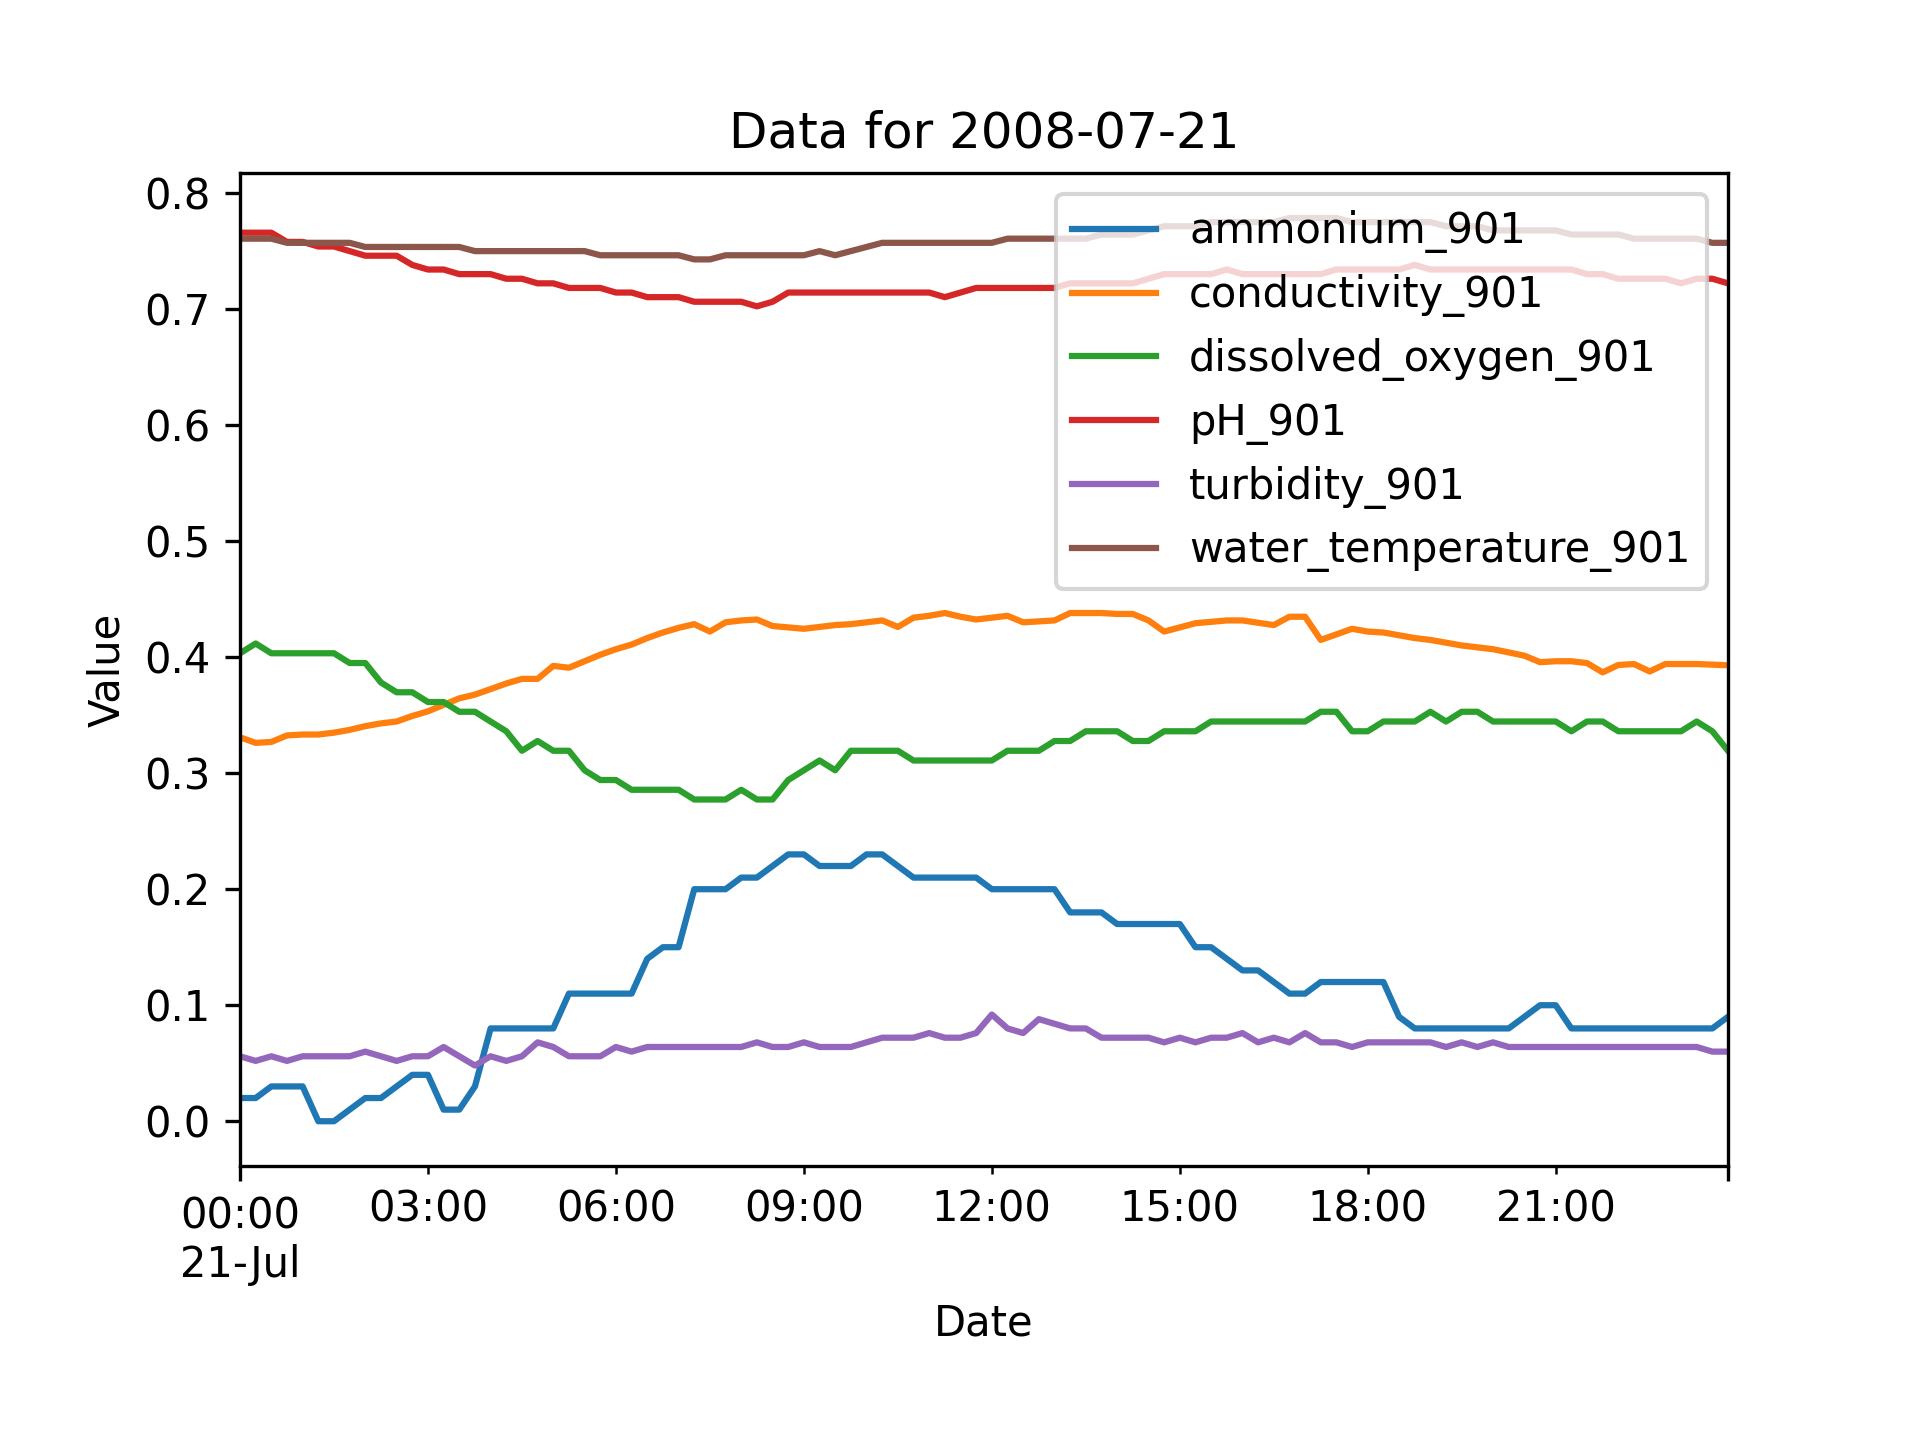 Data for 2008-07-21
0.8
0.7
0.6
0.5
0.4
0.3
0.2
0.1
0.0
Value
ammonium_901
conductivity_901
dissolved_oxygen_901
pH_901
turbidity_901
water_temperature_901
00:00 03:00 06:00 09:00 12:00 15:00 18:00 21:00
21-Jul
Date